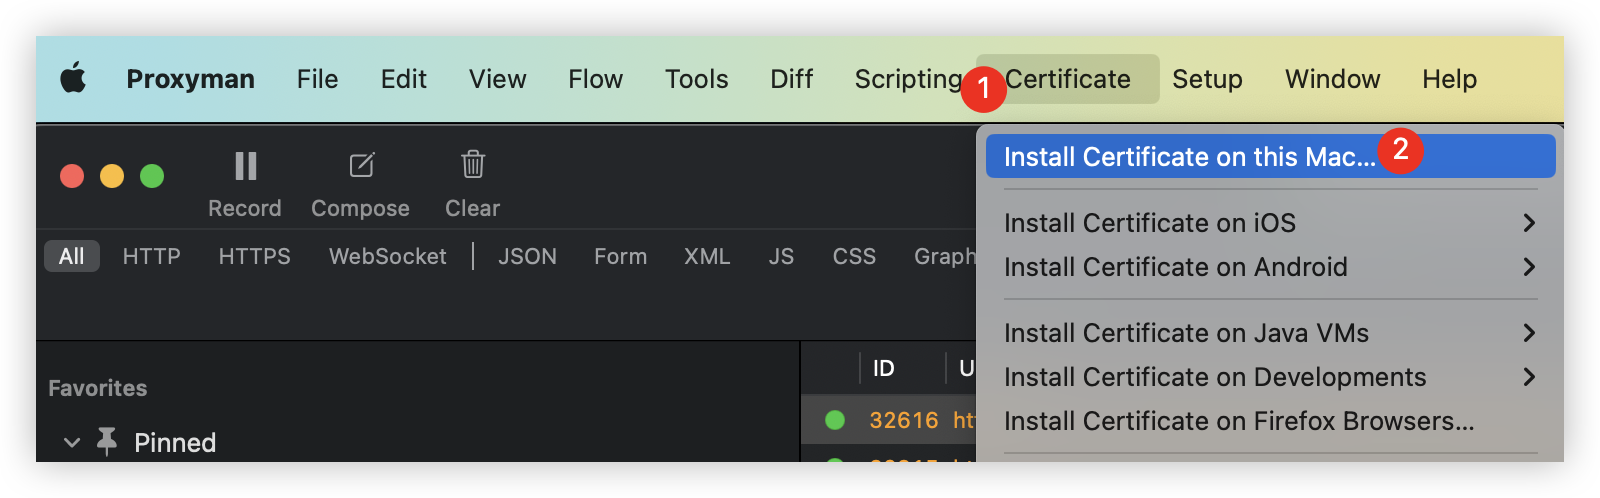 Proxyman File Edit View Flow Tools Diff Scripting 1 Certificate Setup Window Help
Install Certificate on this Mac... 2
Record Compose Clear
Install Certificate on iOS
All HTTP HTTPS WebSocket JSON Form XML JS CSS Graph
Install Certificate on Android
Install Certificate on Java VMs
ID U
Install Certificate on Developments
Favorites
32616 htt
Install Certificate on Firefox Browsers...
Pinned